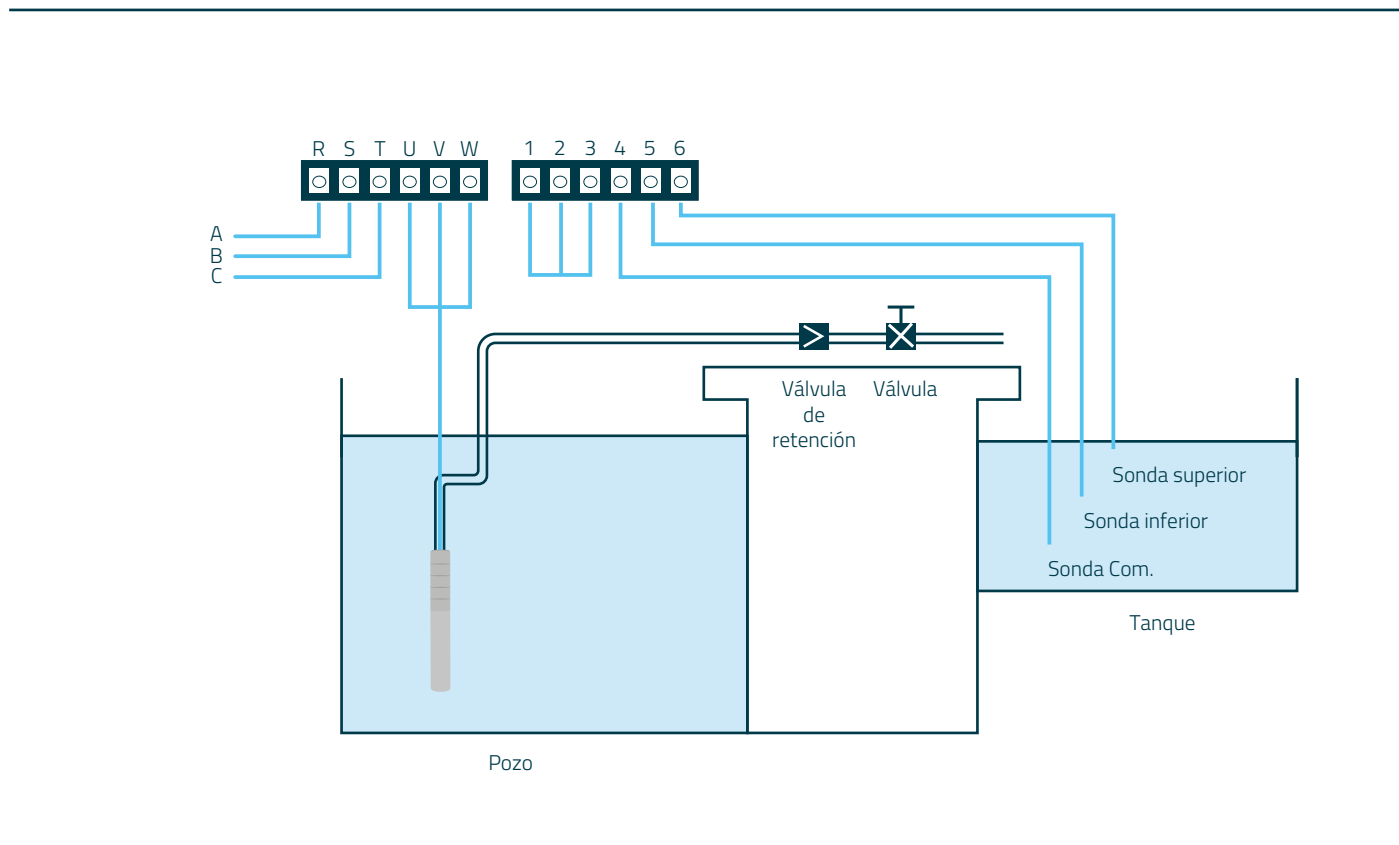 R S T U V W 1 2 3 4 5 6
A
B
C
Válvula
de
retención
Válvula
Sonda superior
Sonda inferior
Sonda Com.
Tanque
Pozo